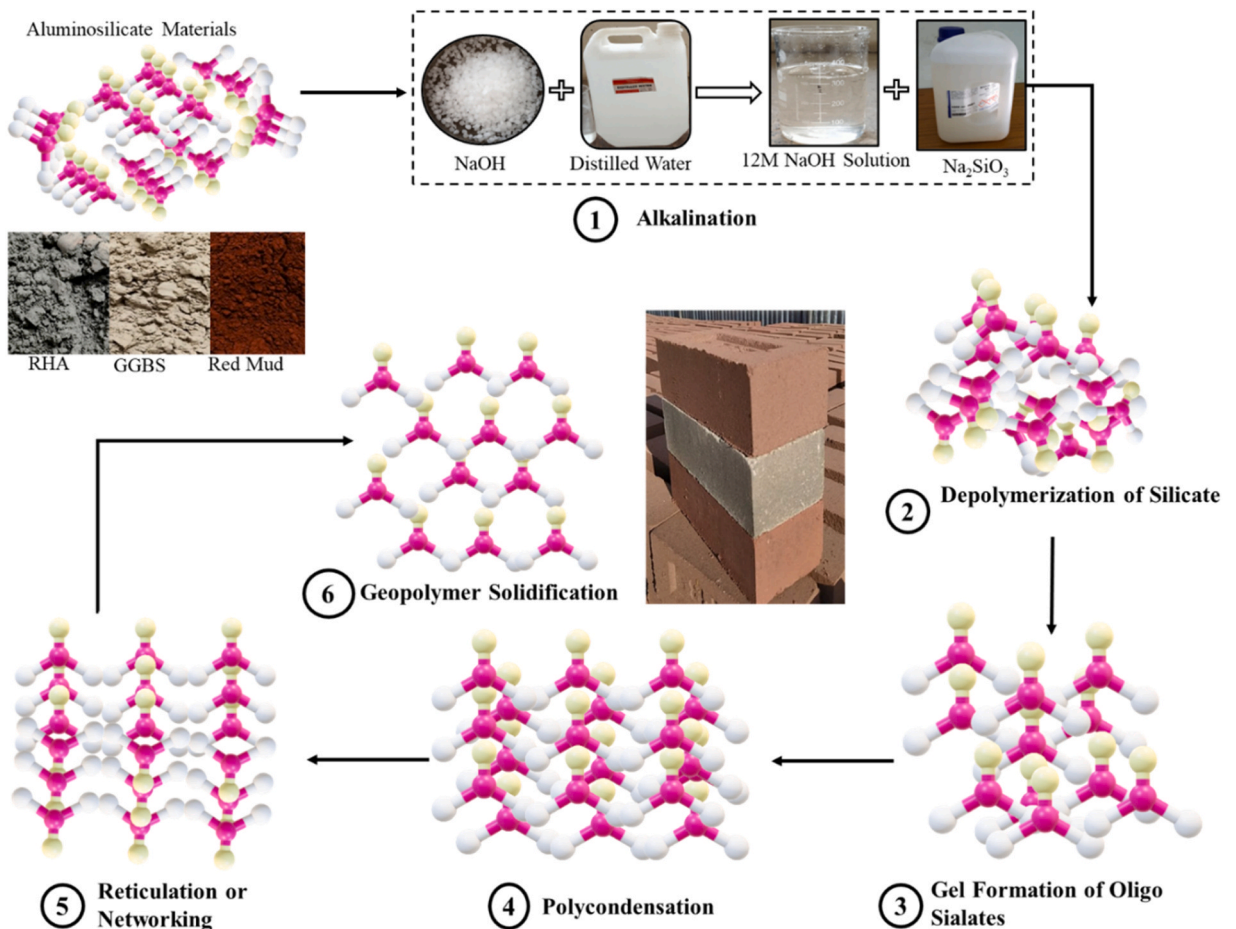 Aluminosilicate Materials
NaOH
Distilled Water
12M NaOH Solution
Na₂SiO₃
1 Alkalination
RHA
GGBS
Red Mud
2 Depolymerization of Silicate
6 Geopolymer Solidification
5 Reticulation or
Networking
4 Polycondensation
3 Gel Formation of Oligo
Sialates